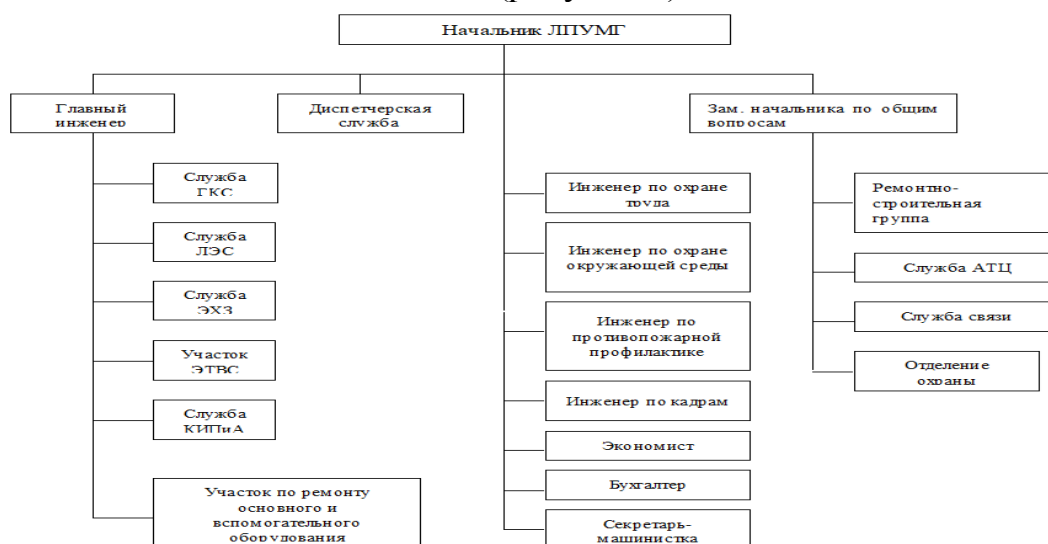 Начальник ЛПУМГ
Главный
инженер
Диспетчерская
служба
Зам. начальника по общим
вопросам
Служба
ГКС
Служба
ЛЭС
Служба
ЭХЗ
Участок
ЭТВС
Служба
КИПиА
Участок по ремонту
основного и
вспомогательного
оборудования
Инженер по охране
труда
Инженер по охране
окружающей среды
Инженер по
противопожарной
профилактике
Инженер по кадрам
Экономист
Бухгалтер
Секретарь-
машинистка
Ремонтно-
строительная
группа
Служба АТЦ
Служба связи
Отделение
охраны